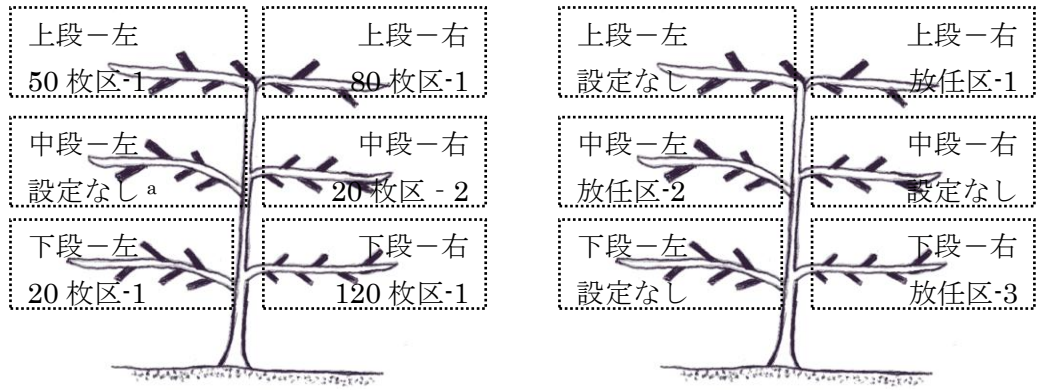 上段－左
50 枚区-1
上段－右
80 枚区-1
中段－左
設定なし a
中段－右
20 枚区 - 2
下段－左
20 枚区-1
下段－右
120 枚区-1
上段－左
設定なし
上段－右
放任区-1
中段－左
放任区-2
中段－右
設定なし
下段－左
設定なし
下段－右
放任区-3